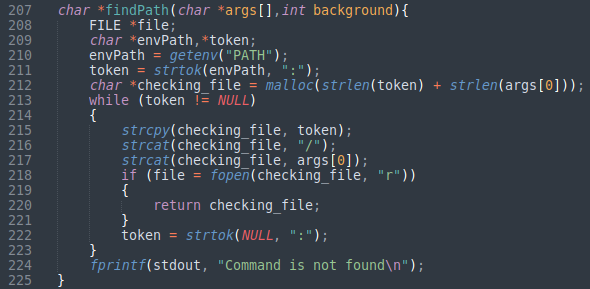 207 char *findPath(char *args[],int background){
208     FILE *file;
209     char *envPath,*token;
210     envPath = getenv("PATH");
211     token = strtok(envPath, ":");
212     char *checking_file = malloc(strlen(token) + strlen(args[0]));
213     while (token != NULL)
214     {
215         strcpy(checking_file, token);
216         strcat(checking_file, "/");
217         strcat(checking_file, args[0]);
218         if (file = fopen(checking_file, "r"))
219         {
220             return checking_file;
221         }
222         token = strtok(NULL, ":");
223     }
224     fprintf(stdout, "Command is not found\n");
225 }